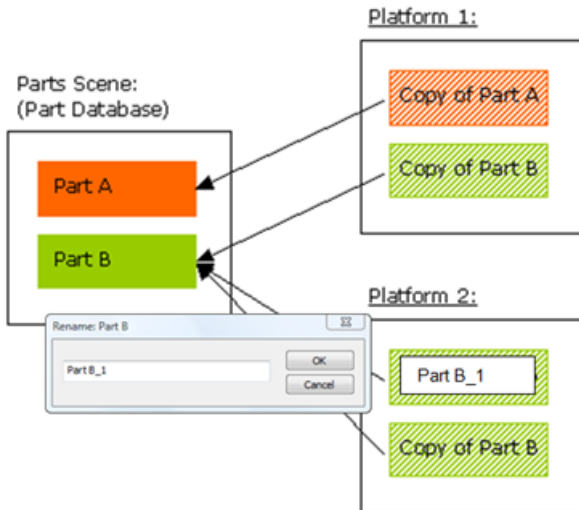 Platform 1:
Parts Scene:
(Part Database)
Copy of Part A
Copy of Part B
Part A
Part B
Platform 2:
Rename: Part B
Part B_1
OK
Cancel
Part B_1
Copy of Part B